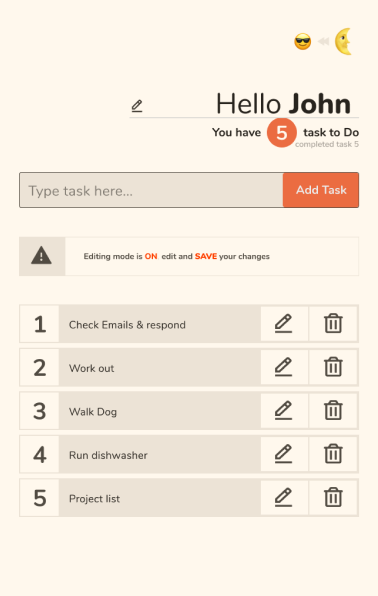 Hello John
You have 5 task to Do
completed task 5
Type task here... Add Task
Editing mode is ON edit and SAVE your changes
1 Check Emails & respond
2 Work out
3 Walk Dog
4 Run dishwasher
5 Project list